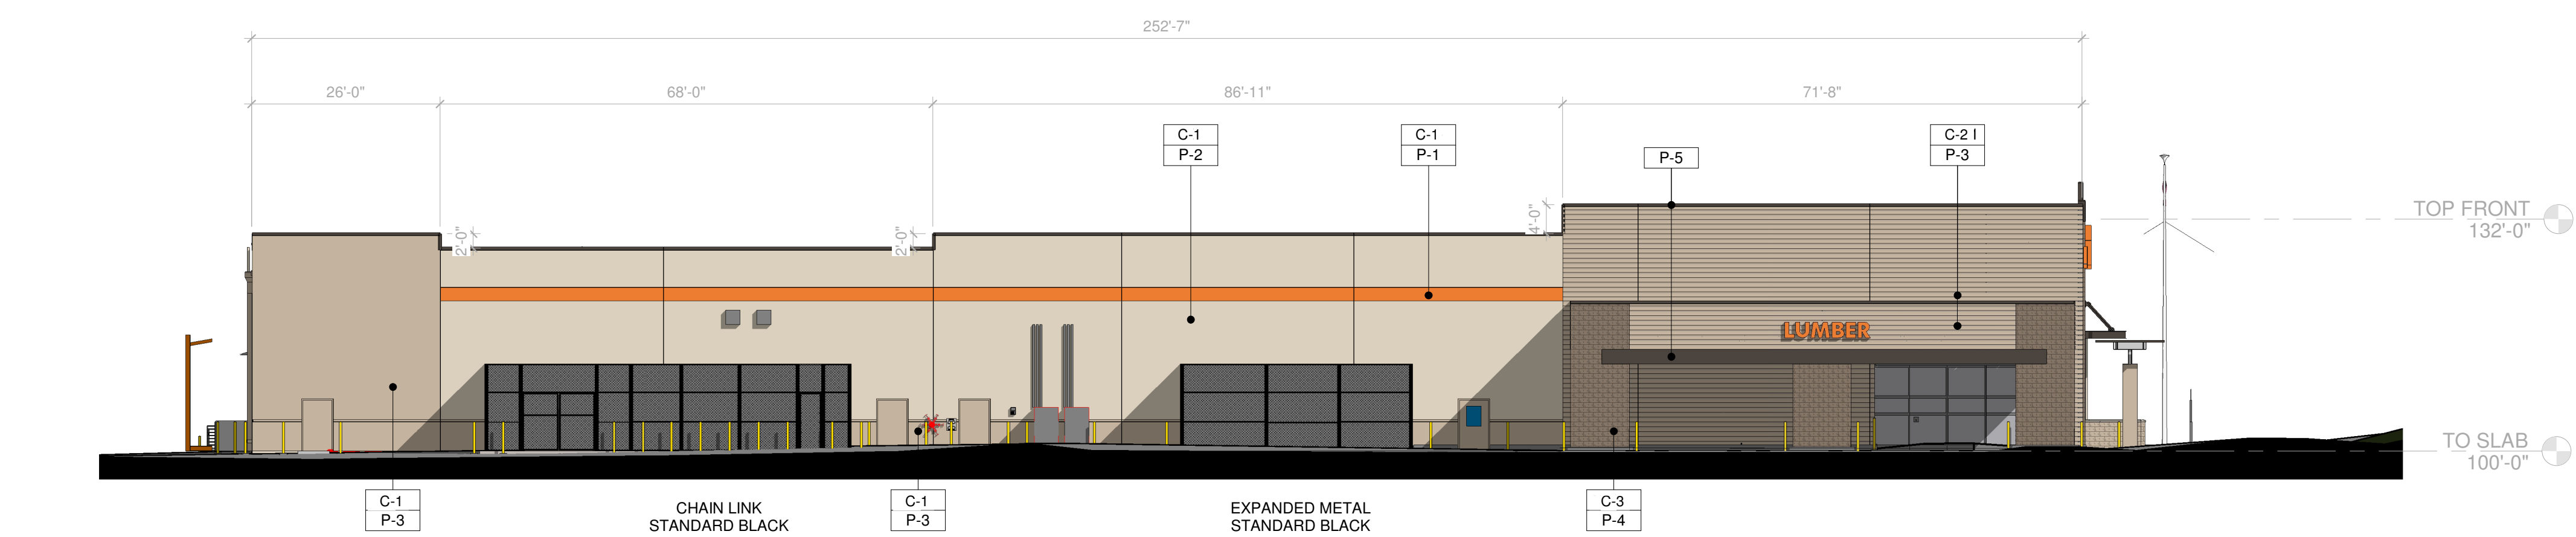 252'-7"
26'-0"
68'-0"
86'-11"
71'-8"
C-1
P-2
C-1
P-1
P-5
C-2 I
P-3
2'-0"
2'-0"
4'-0"
TOP FRONT
132'-0"
LUMBER
TO SLAB
100'-0"
C-1
P-3
CHAIN LINK
STANDARD BLACK
C-1
P-3
EXPANDED METAL
STANDARD BLACK
C-3
P-4